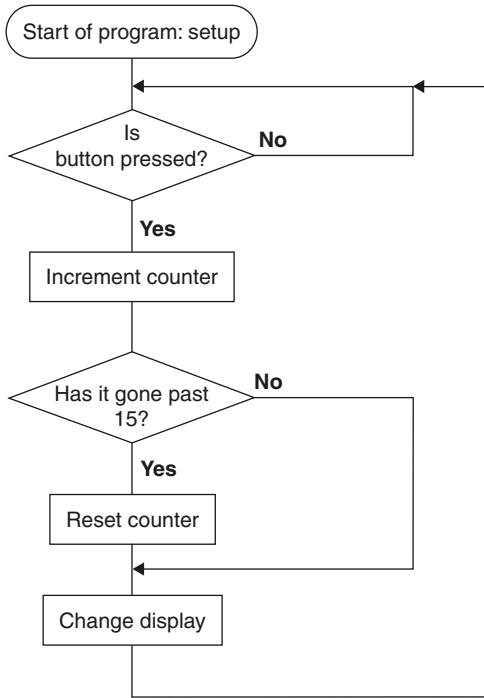 Start of program: setup
Is
button pressed?
No
Yes
Increment counter
Has it gone past
15?
No
Yes
Reset counter
Change display